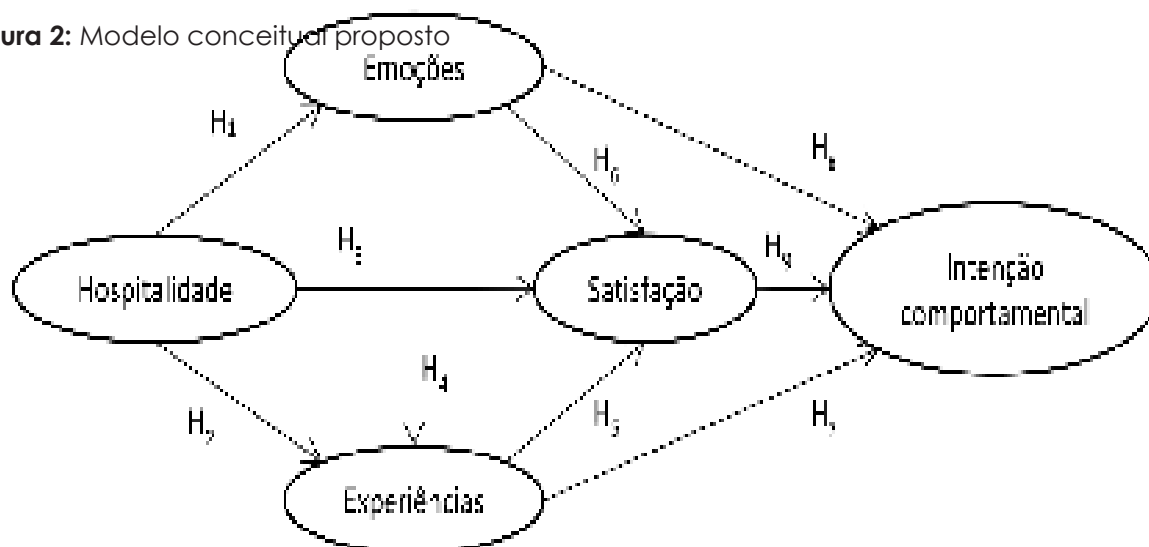 ura 2: Modelo conceitual proposto
Emoções
H₁
H₆
H₈
H₃
H₉
Hospitalidade
Satisfação
Intenção
comportamental
H₄
H₂
H₅
H₇
Experiências